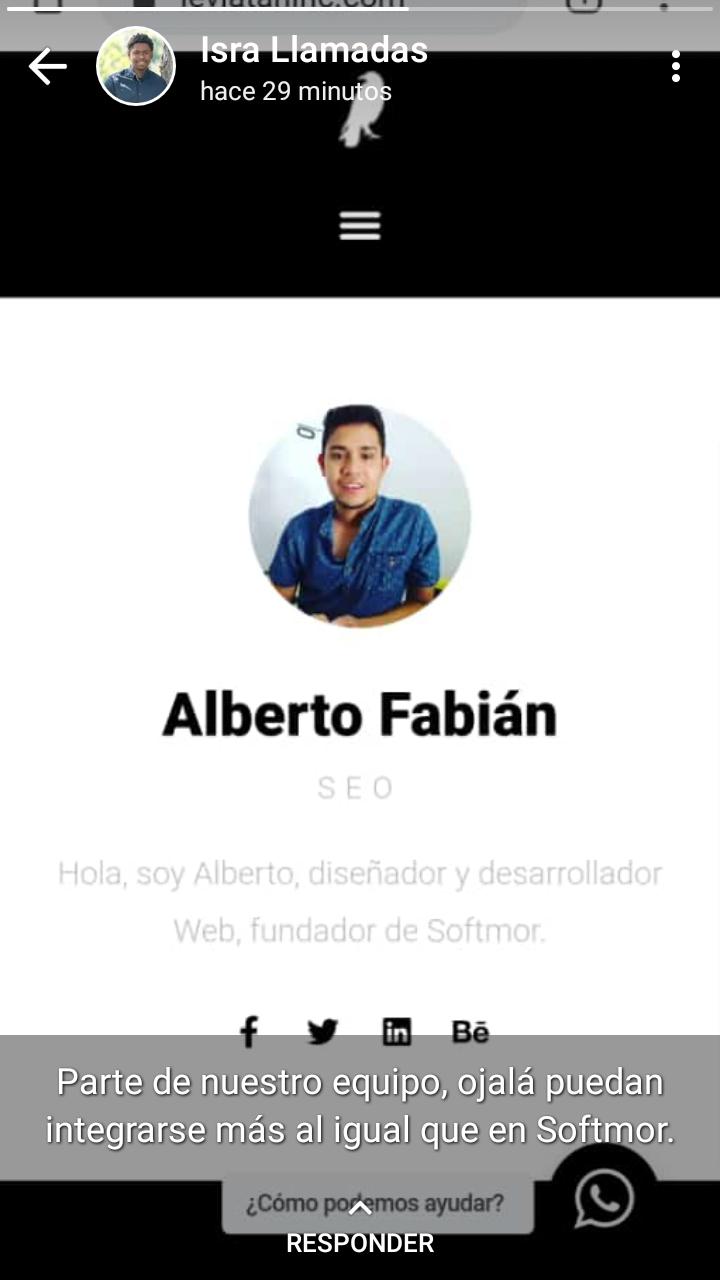 leviataninc.com
Isra Llamadas
hace 29 minutos
Alberto Fabián
SEO
Hola, soy Alberto, diseñador y desarrollador
Web, fundador de Softmor.
Bē
Parte de nuestro equipo, ojalá puedan
integrarse más al igual que en Softmor.
¿Cómo podemos ayudar?
RESPONDER